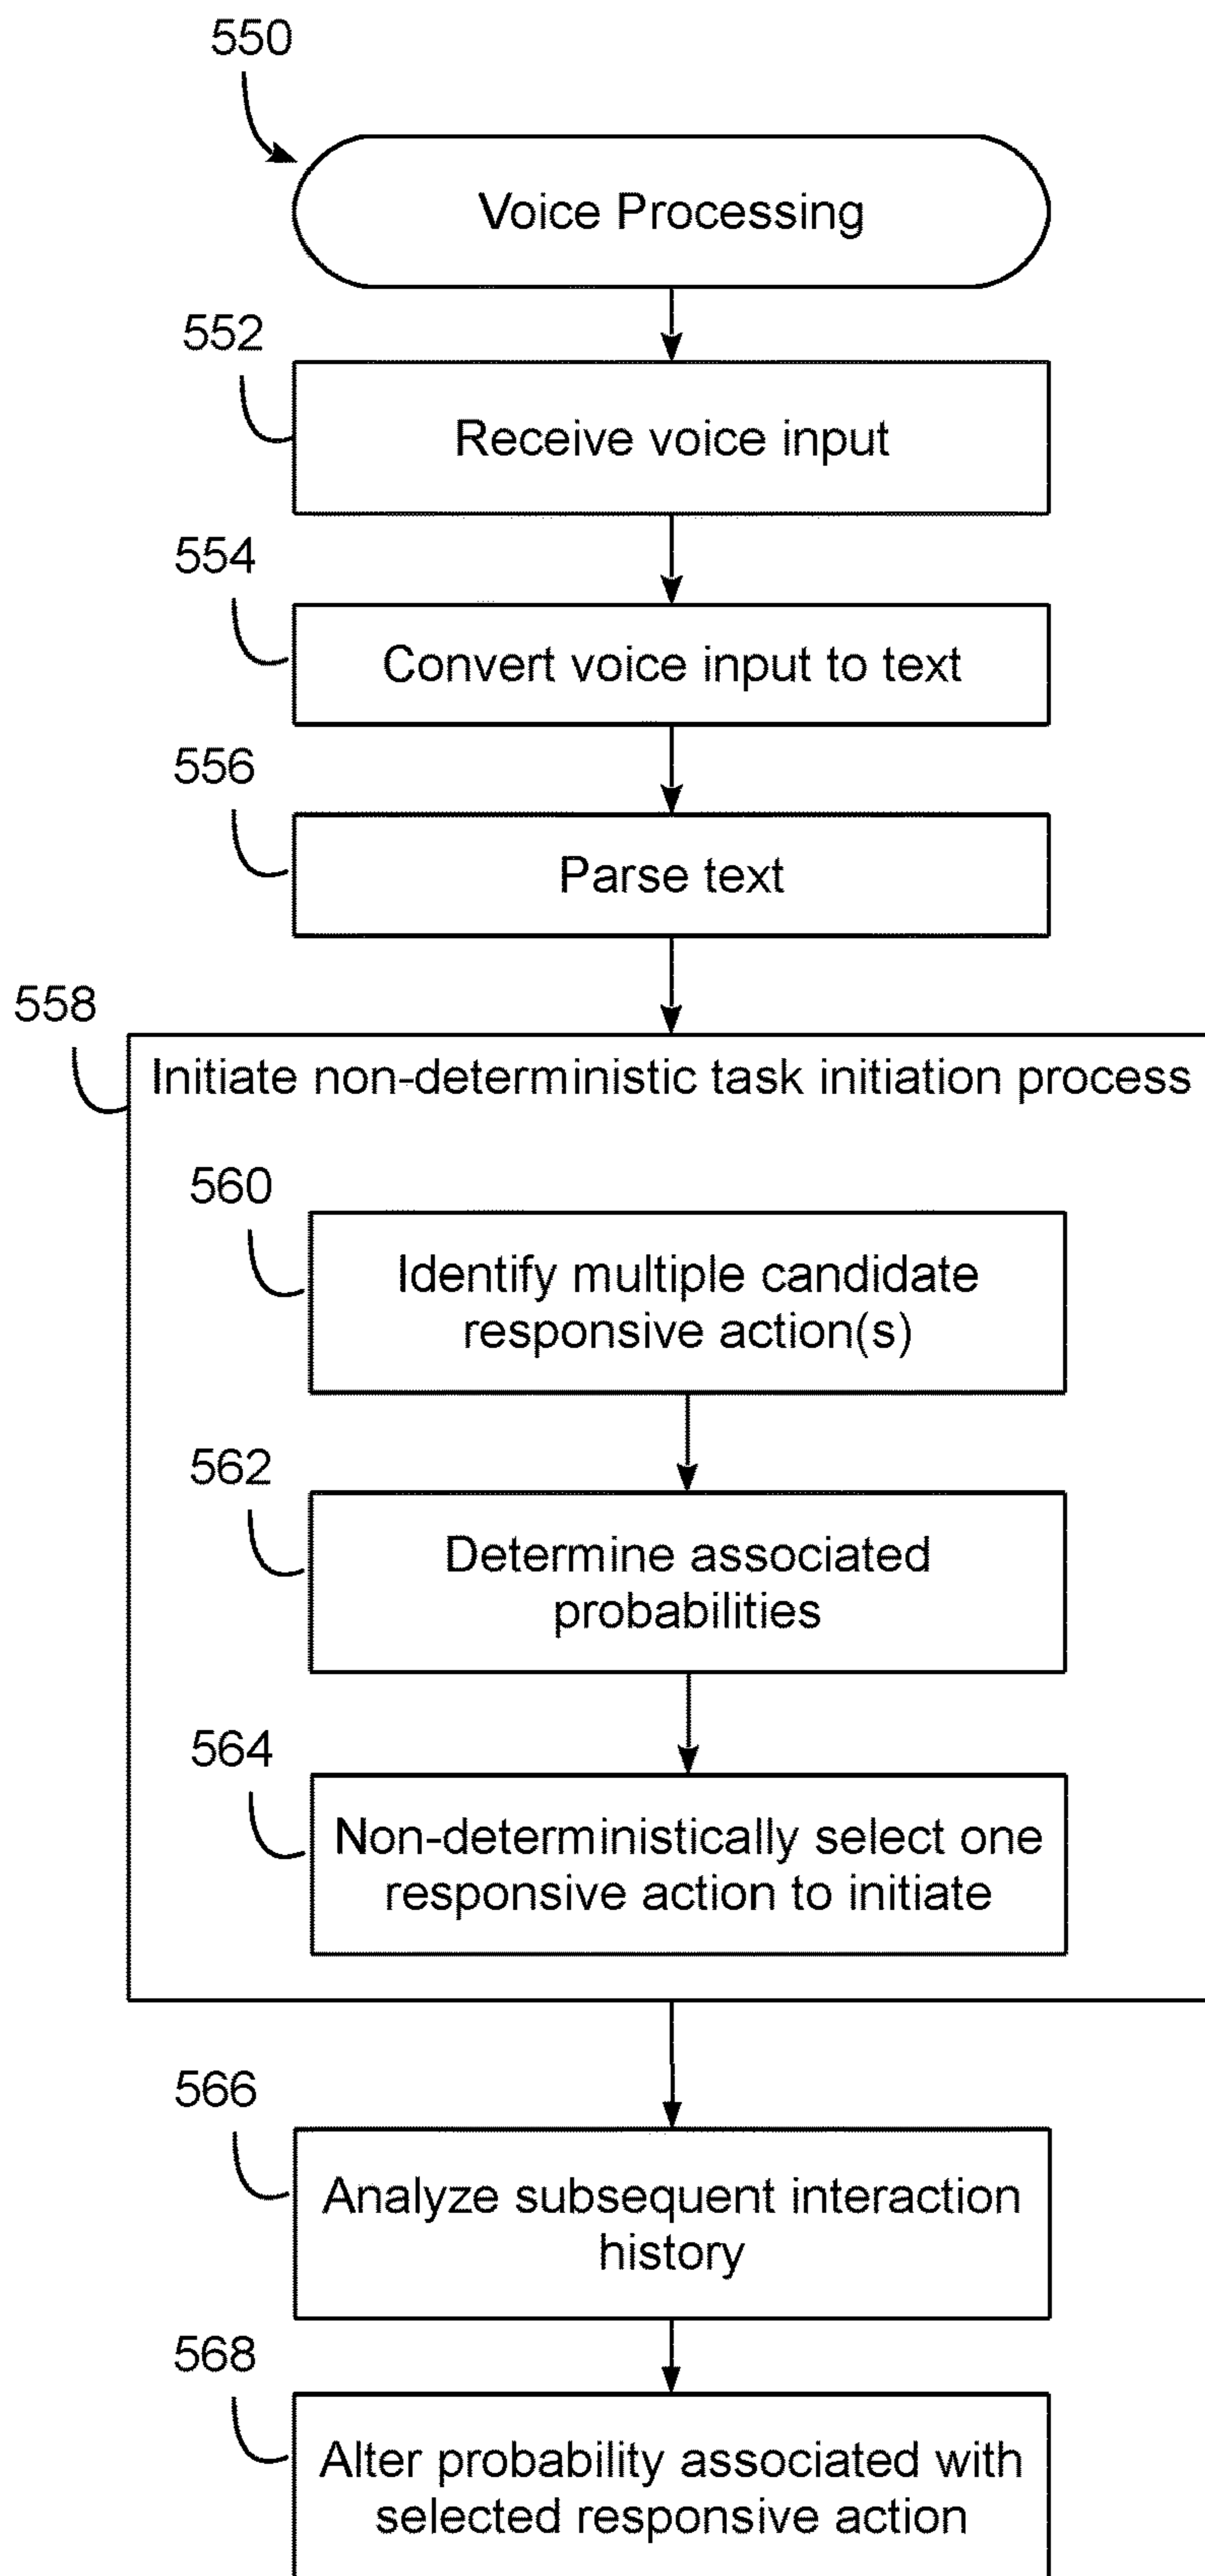 550
Voice Processing
552
Receive voice input
554
Convert voice input to text
556
Parse text
558
Initiate non-deterministic task initiation process
560
Identify multiple candidate
responsive action(s)
562
Determine associated
probabilities
564
Non-deterministically select one
responsive action to initiate
566
Analyze subsequent interaction
history
568
Alter probability associated with
selected responsive action